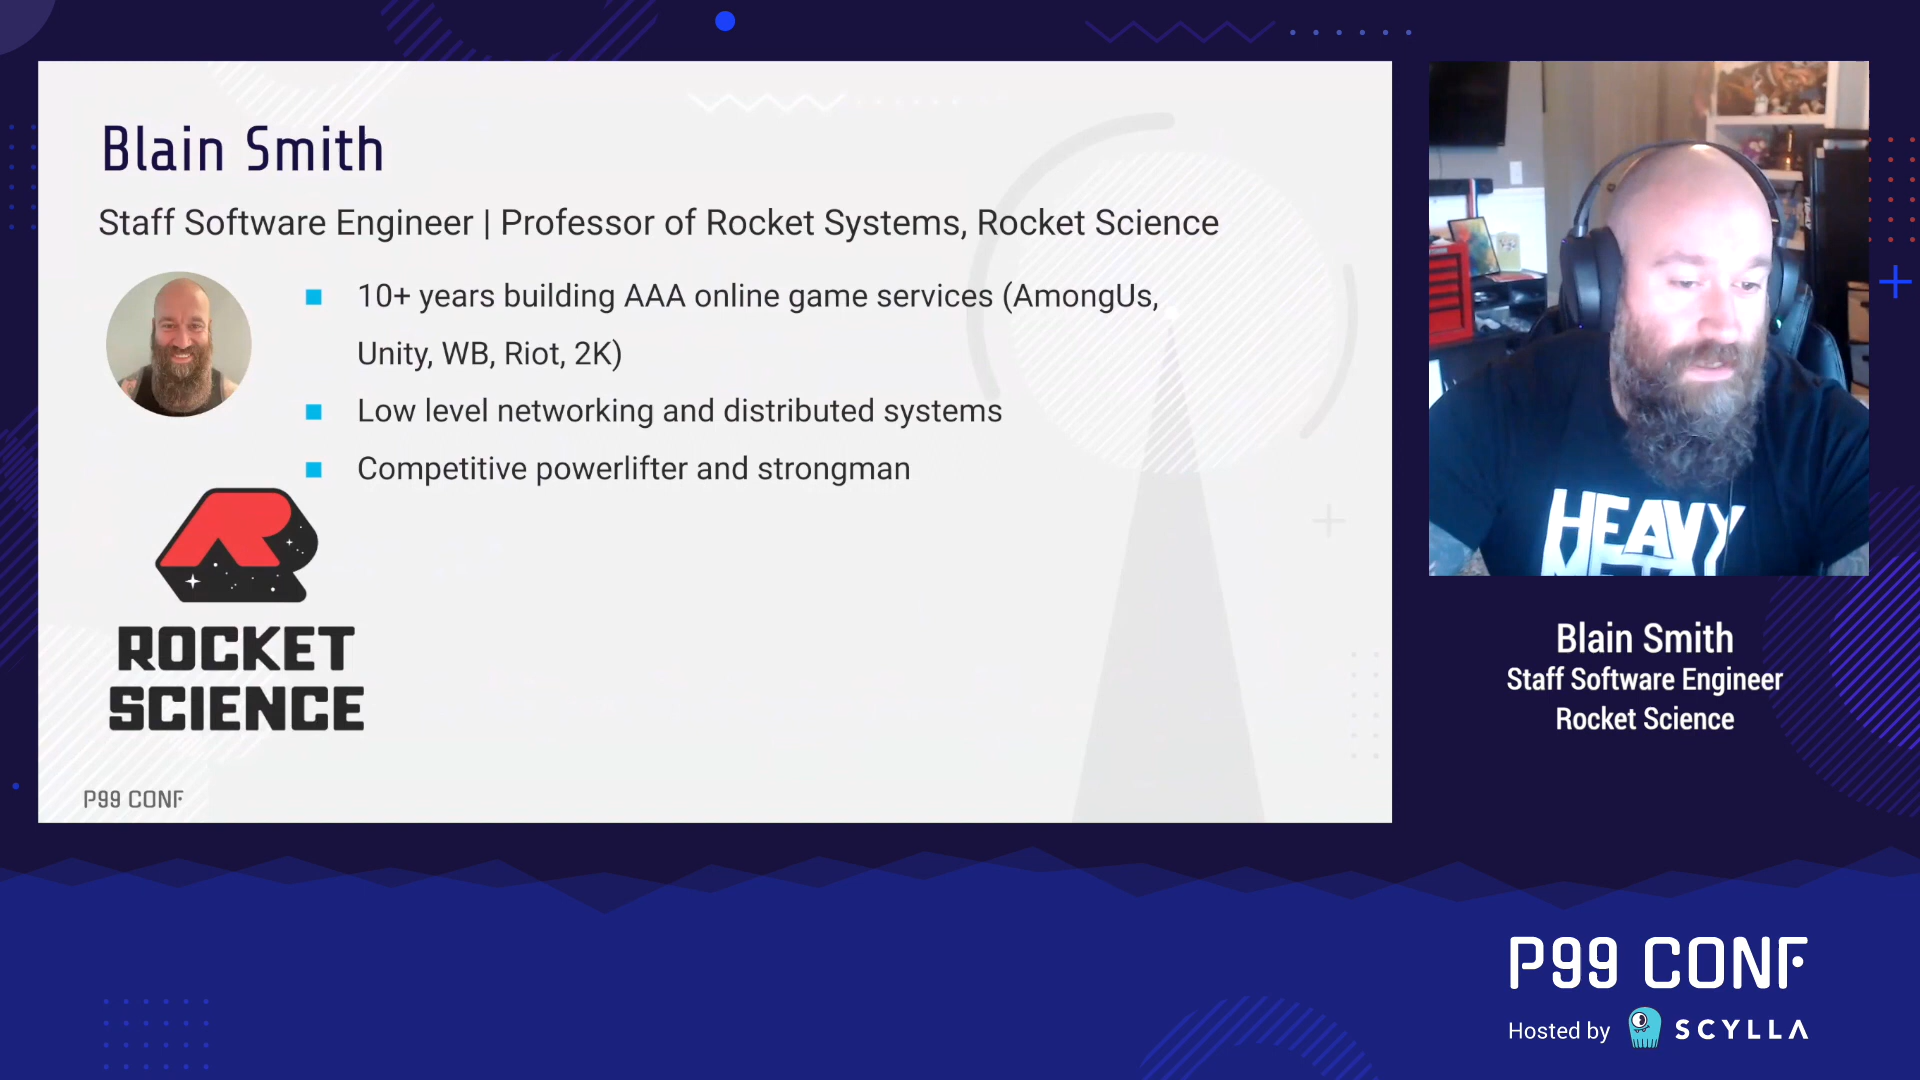 Blain Smith
Staff Software Engineer | Professor of Rocket Systems, Rocket Science
10+ years building AAA online game services (AmongUs,
Unity, WB, Riot, 2K)
Low level networking and distributed systems
Competitive powerlifter and strongman
ROCKET
SCIENCE
P99 CONF
HEAVY
Blain Smith
Staff Software Engineer
Rocket Science
P99 CONF
Hosted by SCYLLA